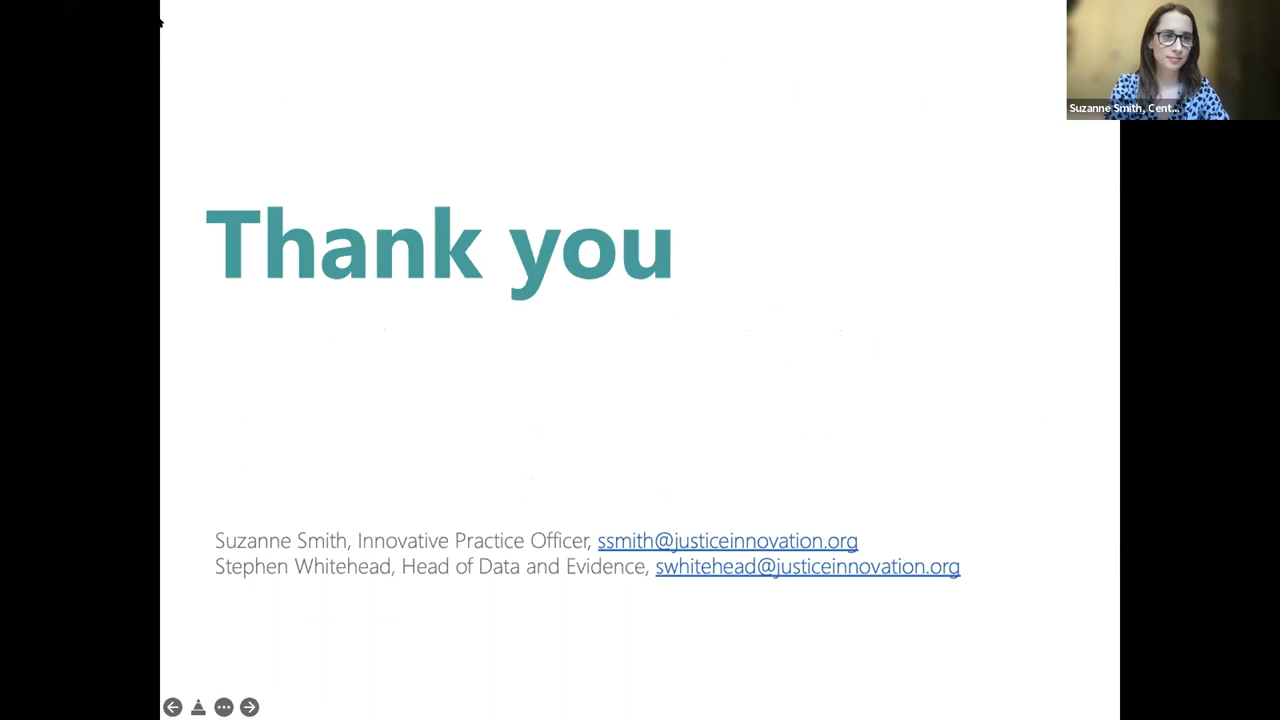 Suzanne Smith, Cent...
Thank you
Suzanne Smith, Innovative Practice Officer, ssmith@justiceinnovation.org
Stephen Whitehead, Head of Data and Evidence, swhitehead@justiceinnovation.org